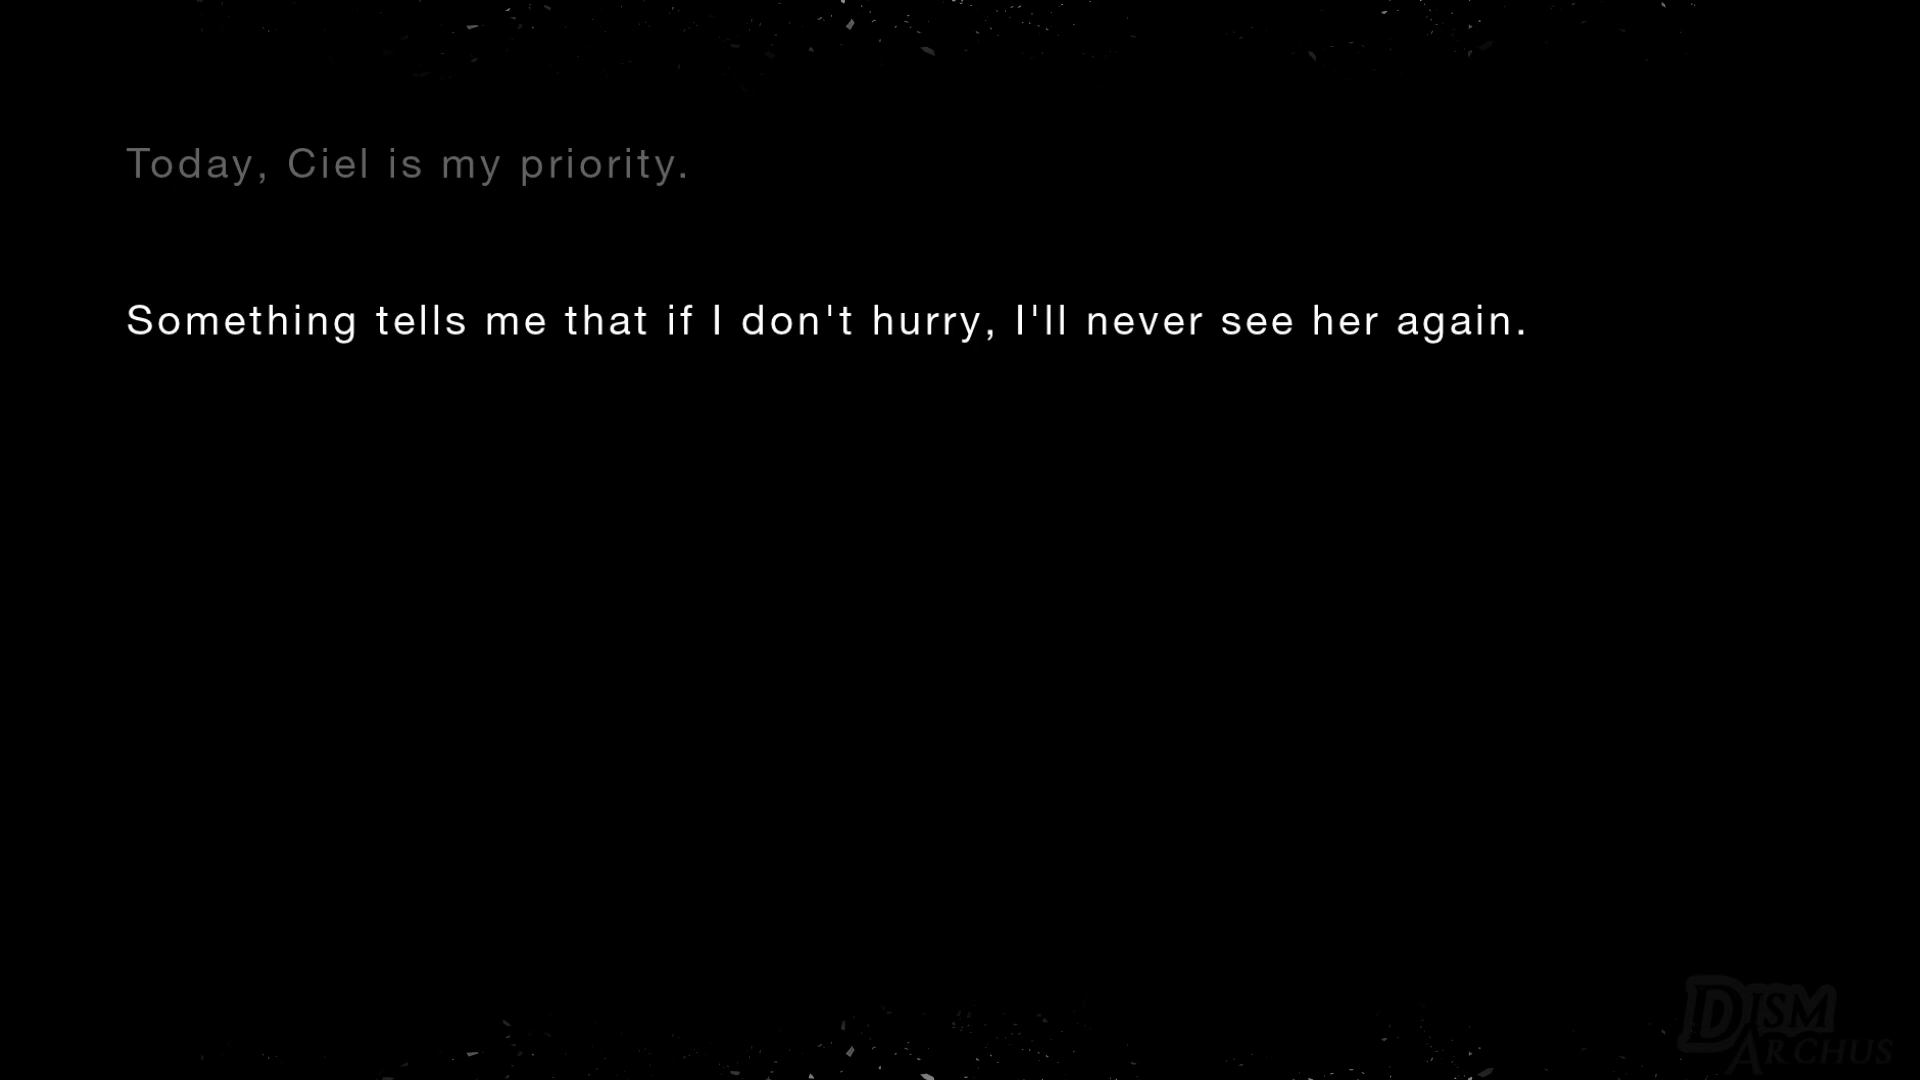 Today, Ciel is my priority.
Something tells me that if I don't hurry, I'll never see her again.
DISM
ARCHUS